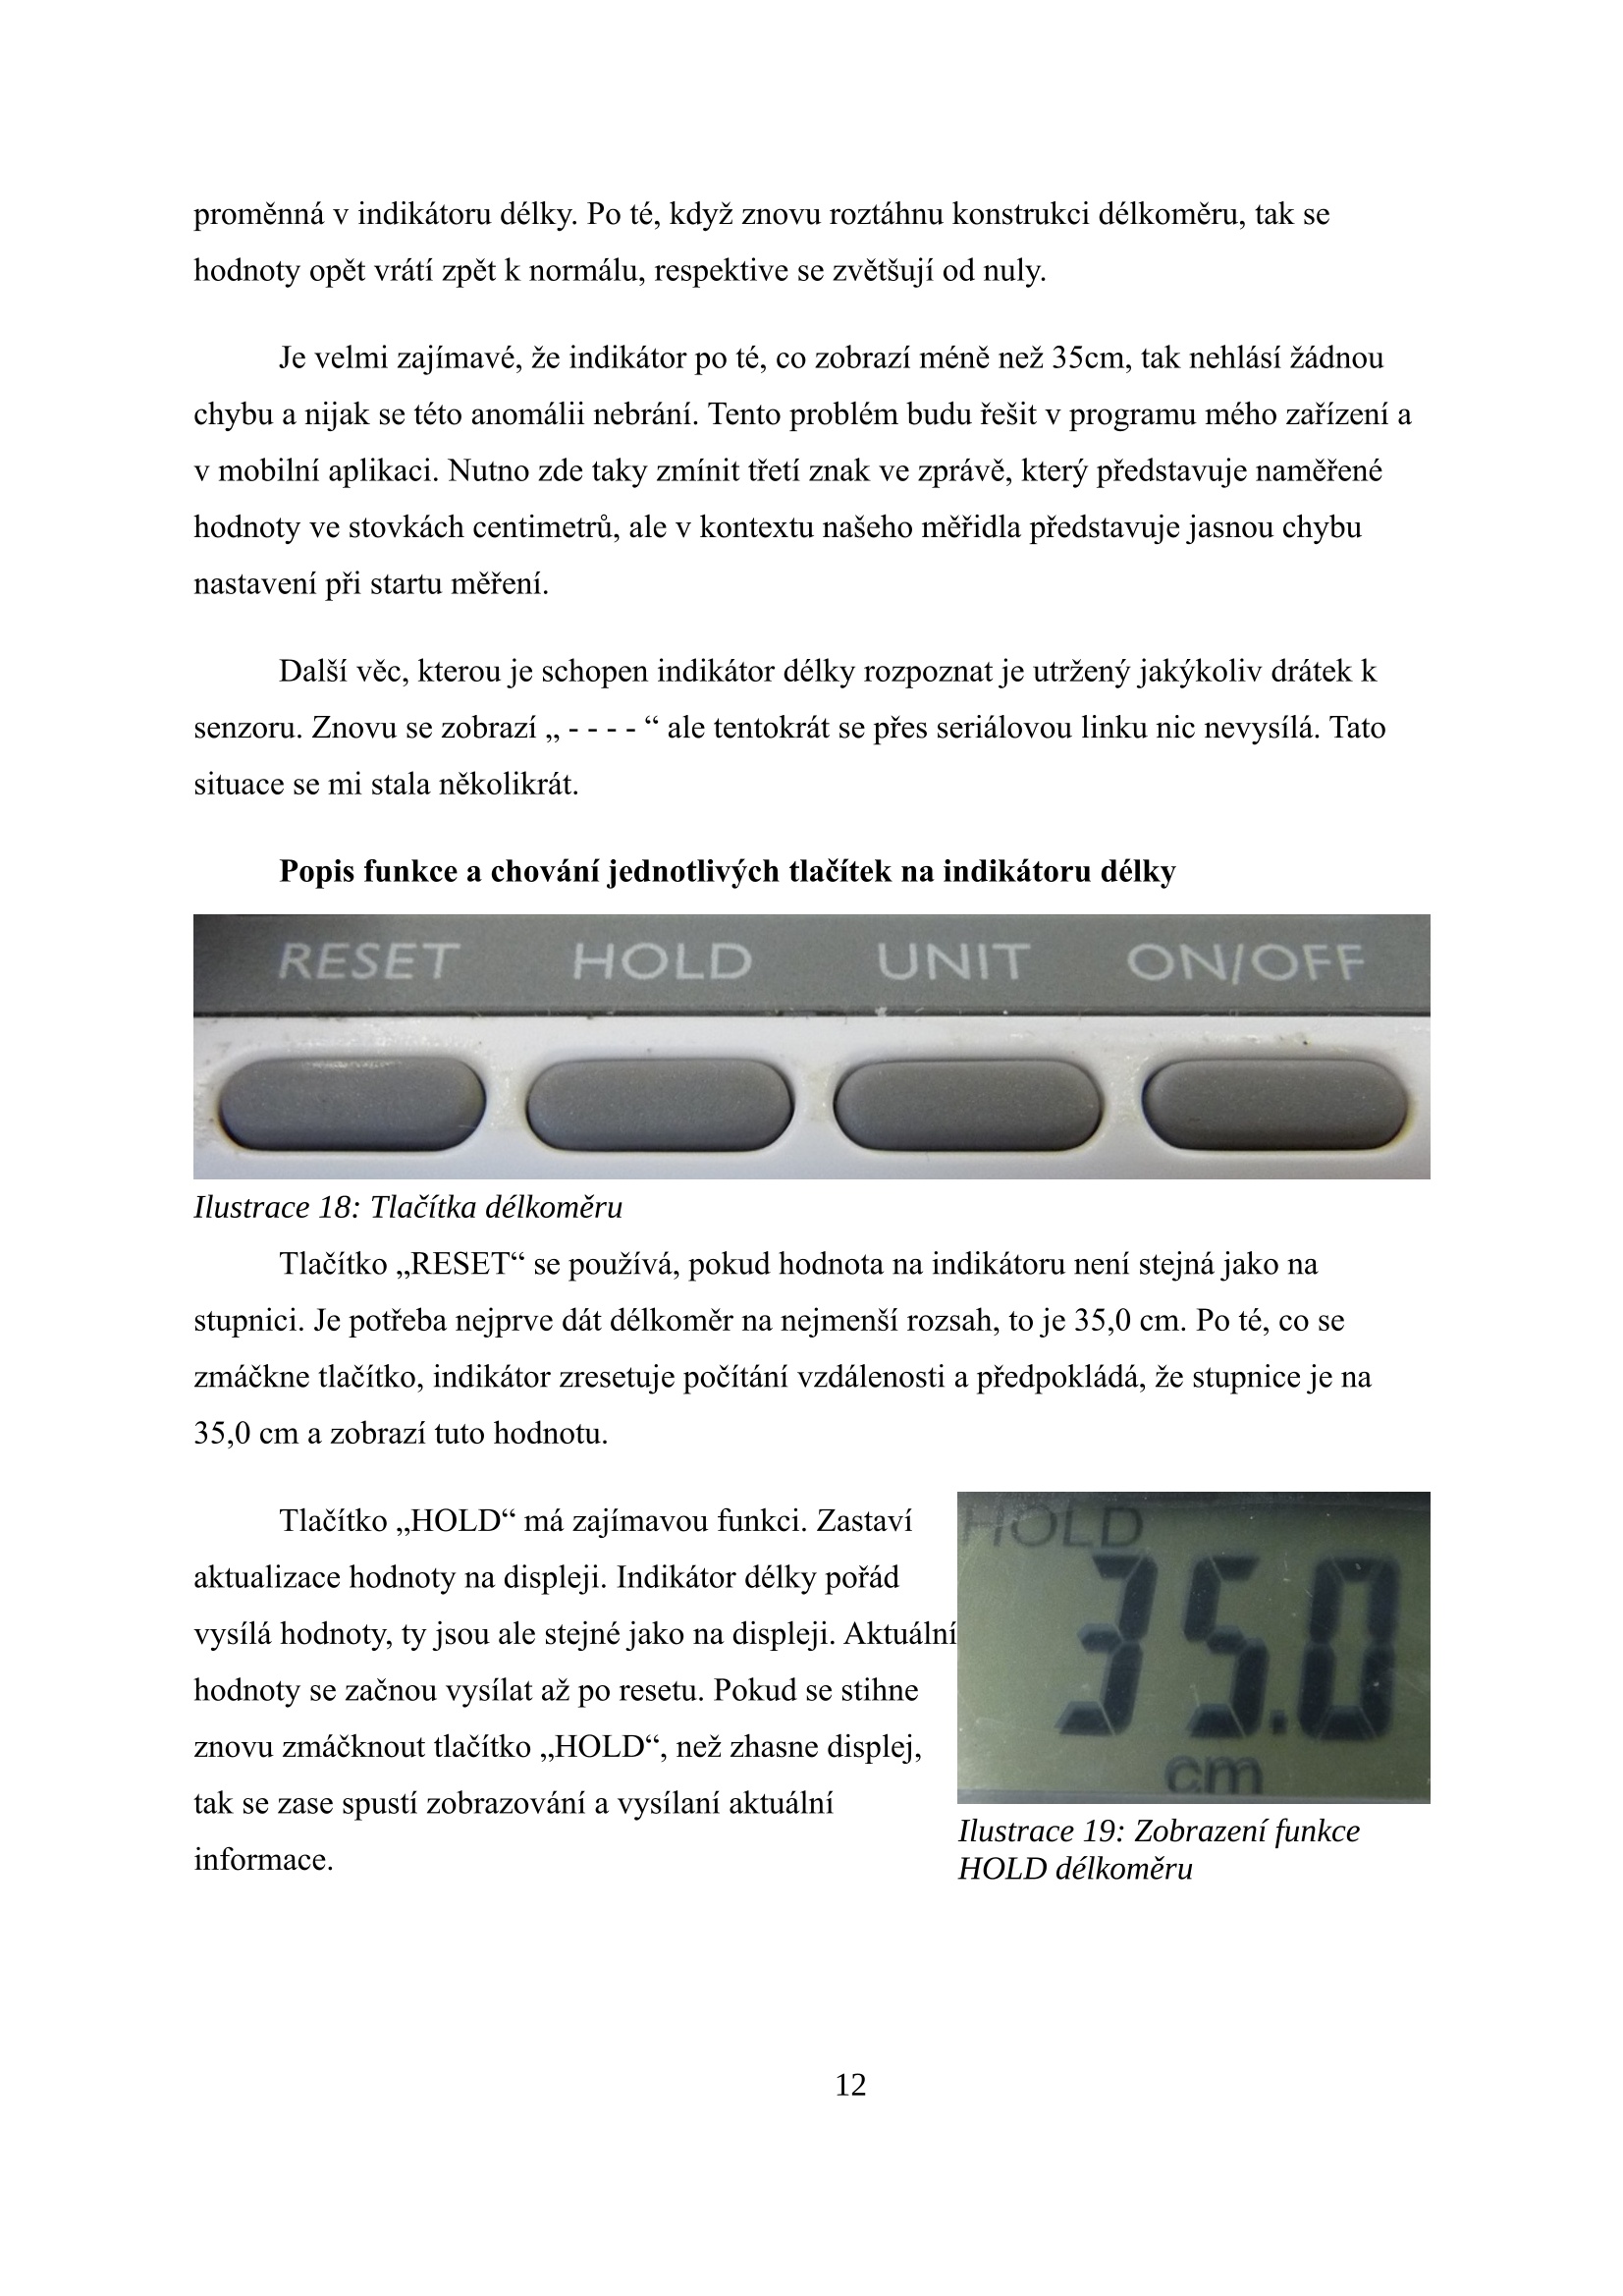 proměnná v indikátoru délky. Po té, když znovu roztáhnu konstrukci délkoměru, tak se
hodnoty opět vrátí zpět k normálu, respektive se zvětšují od nuly.
Je velmi zajímavé, že indikátor po té, co zobrazí méně než 35cm, tak nehlásí žádnou
chybu a nijak se této anomálii nebrání. Tento problém budu řešit v programu mého zařízení a
v mobilní aplikaci. Nutno zde taky zmínit třetí znak ve zprávě, který představuje naměřené
hodnoty ve stovkách centimetrů, ale v kontextu našeho měřidla představuje jasnou chybu
nastavení při startu měření.
Další věc, kterou je schopen indikátor délky rozpoznat je utržený jakýkoliv drátek k
senzoru. Znovu se zobrazí „ - - - - “ ale tentokrát se přes seriálovou linku nic nevysílá. Tato
situace se mi stala několikrát.
Popis funkce a chování jednotlivých tlačítek na indikátoru délky
RESET HOLD UNIT ON/OFF
Ilustrace 18: Tlačítka délkoměru
Tlačítko „RESET“ se používá, pokud hodnota na indikátoru není stejná jako na
stupnici. Je potřeba nejprve dát délkoměr na nejmenší rozsah, to je 35,0 cm. Po té, co se
zmáčkne tlačítko, indikátor zresetuje počítání vzdálenosti a předpokládá, že stupnice je na
35,0 cm a zobrazí tuto hodnotu.
Tlačítko „HOLD“ má zajímavou funkci. Zastaví
aktualizace hodnoty na displeji. Indikátor délky pořád
vysílá hodnoty, ty jsou ale stejné jako na displeji. Aktuální
hodnoty se začnou vysílat až po resetu. Pokud se stihne
znovu zmáčknout tlačítko „HOLD“, než zhasne displej,
tak se zase spustí zobrazování a vysílaní aktuální
informace.
HOLD
35.0
cm
Ilustrace 19: Zobrazení funkce
HOLD délkoměru
12